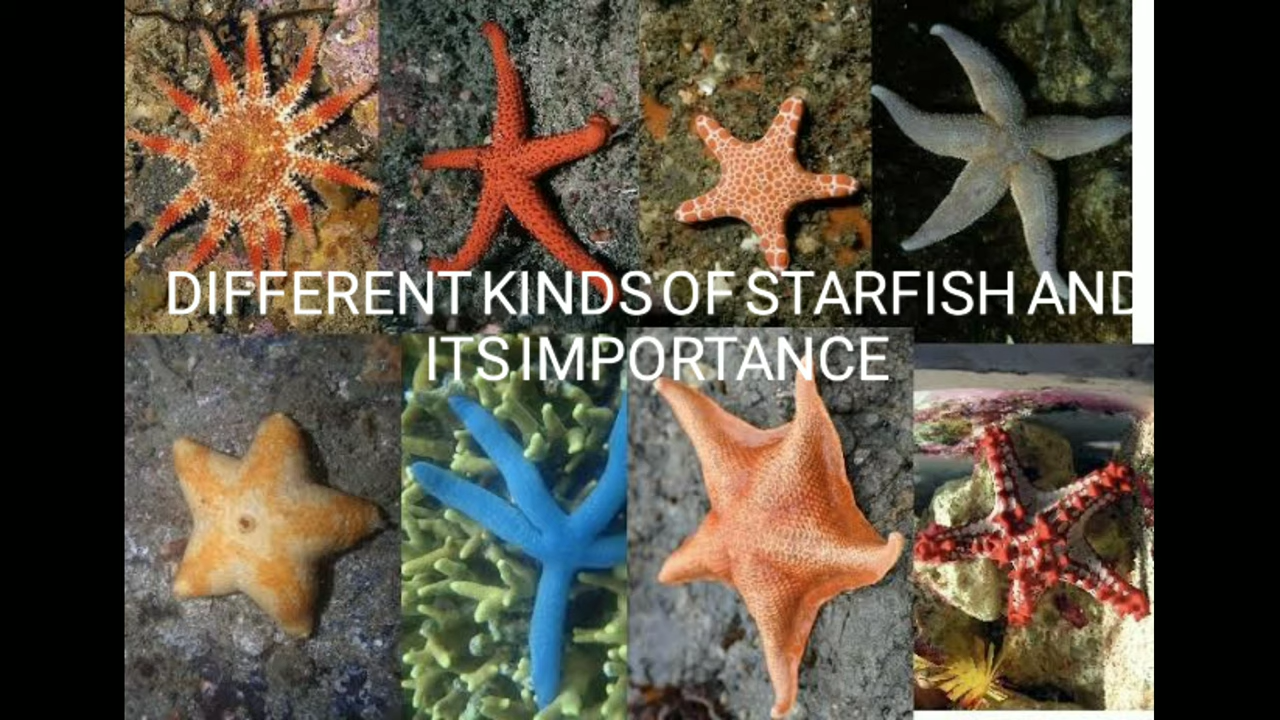 DIFFERENT KINDS OF STARFISH AND
ITS IMPORTANCE